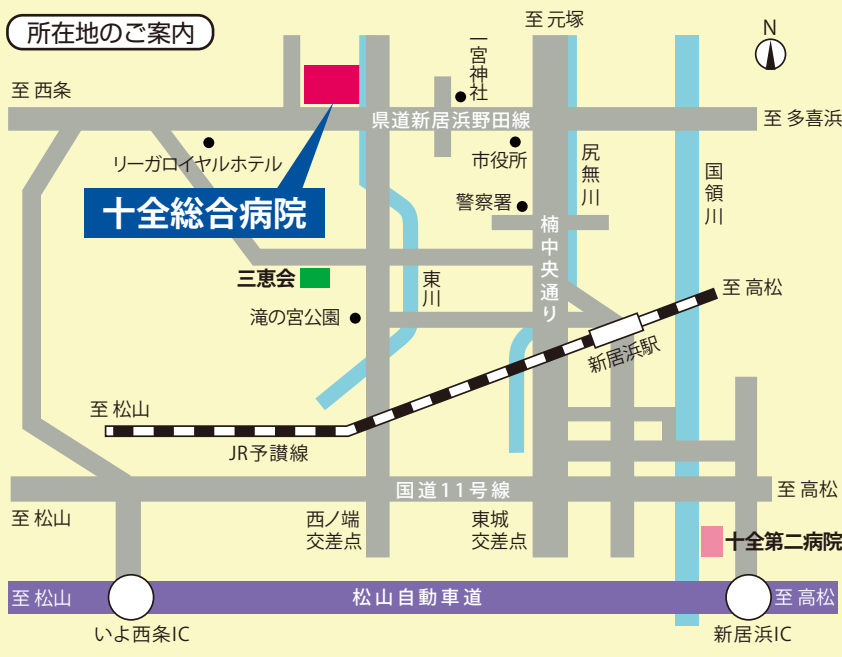 所在地のご案内
至 元塚
N
一宮神社
至 西条
県道新居浜野田線
至 多喜浜
リーガロイヤルホテル
市役所
尻無川
国領川
警察署
十全総合病院
楠中央通り
三恵会
東川
至 高松
滝の宮公園
新居浜駅
至 松山
JR予讃線
国道11号線
至 高松
至 松山
西ノ端
交差点
東城
交差点
十全第二病院
至 松山
松山自動車道
至 高松
いよ西条IC
新居浜IC